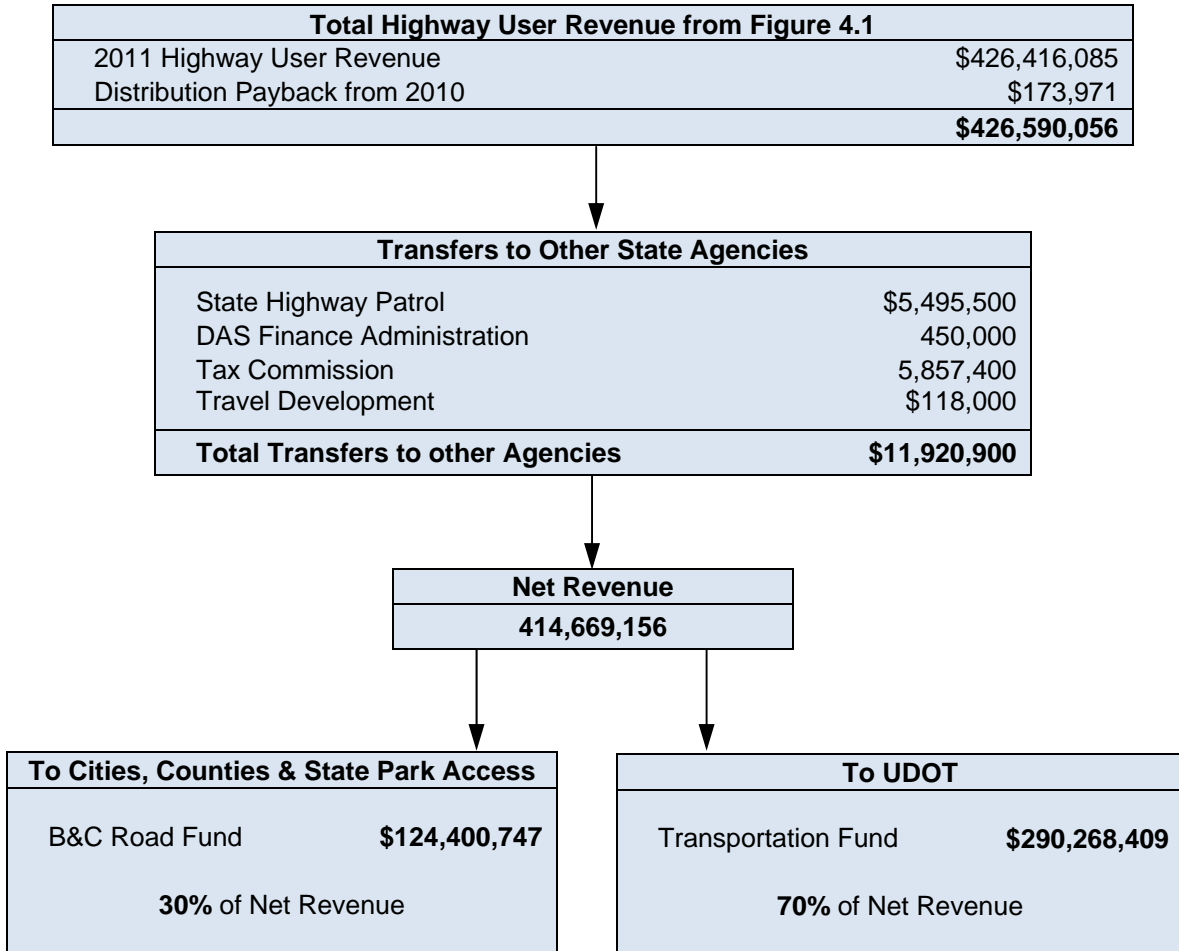 Total Highway User Revenue from Figure 4.1
2011 Highway User Revenue $426,416,085
Distribution Payback from 2010 $173,971
$426,590,056
Transfers to Other State Agencies
State Highway Patrol $5,495,500
DAS Finance Administration 450,000
Tax Commission 5,857,400
Travel Development $118,000
Total Transfers to other Agencies $11,920,900
Net Revenue
414,669,156
To Cities, Counties & State Park Access
B&C Road Fund $124,400,747
30% of Net Revenue
To UDOT
Transportation Fund $290,268,409
70% of Net Revenue